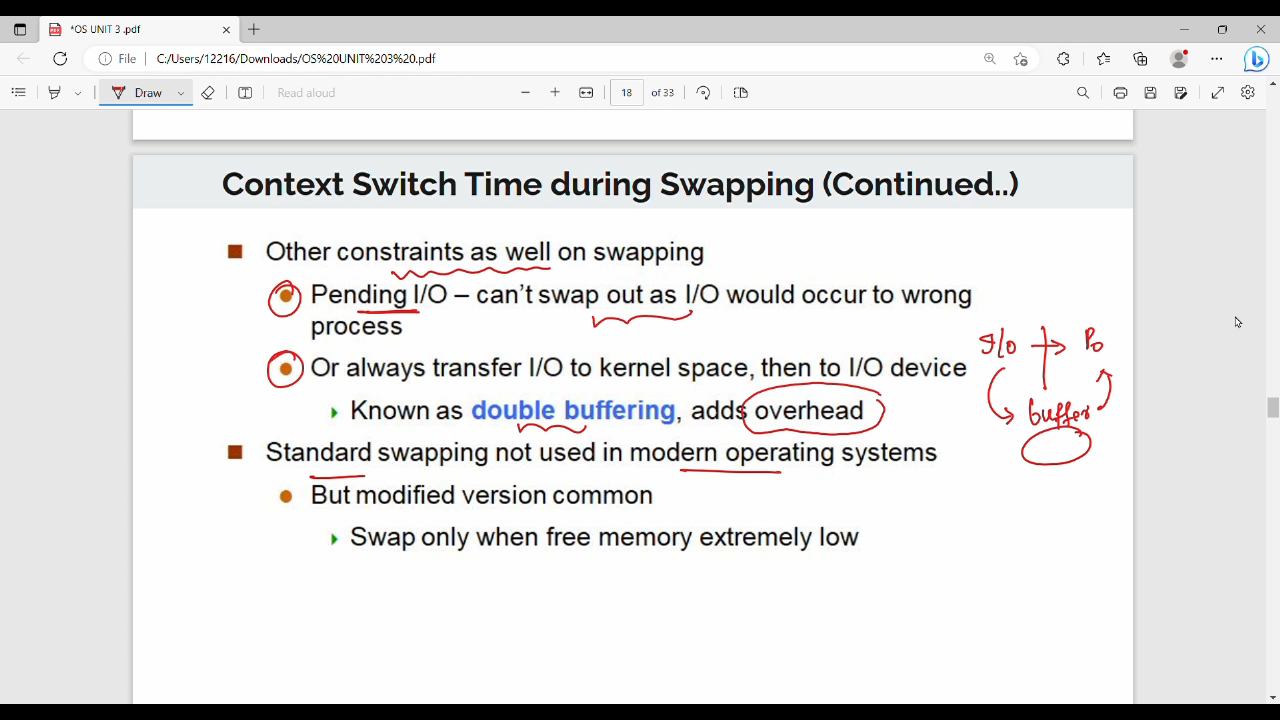 *OS UNIT 3 .pdf
File C:/Users/12216/Downloads/OS%20UNIT%203%20.pdf
Draw Read aloud 18 of 33
Context Switch Time during Swapping (Continued..)
Other constraints as well on swapping
Pending I/O – can't swap out as I/O would occur to wrong
process
I/O → P0
Or always transfer I/O to kernel space, then to I/O device
Known as double buffering, adds overhead
buffer
Standard swapping not used in modern operating systems
But modified version common
Swap only when free memory extremely low